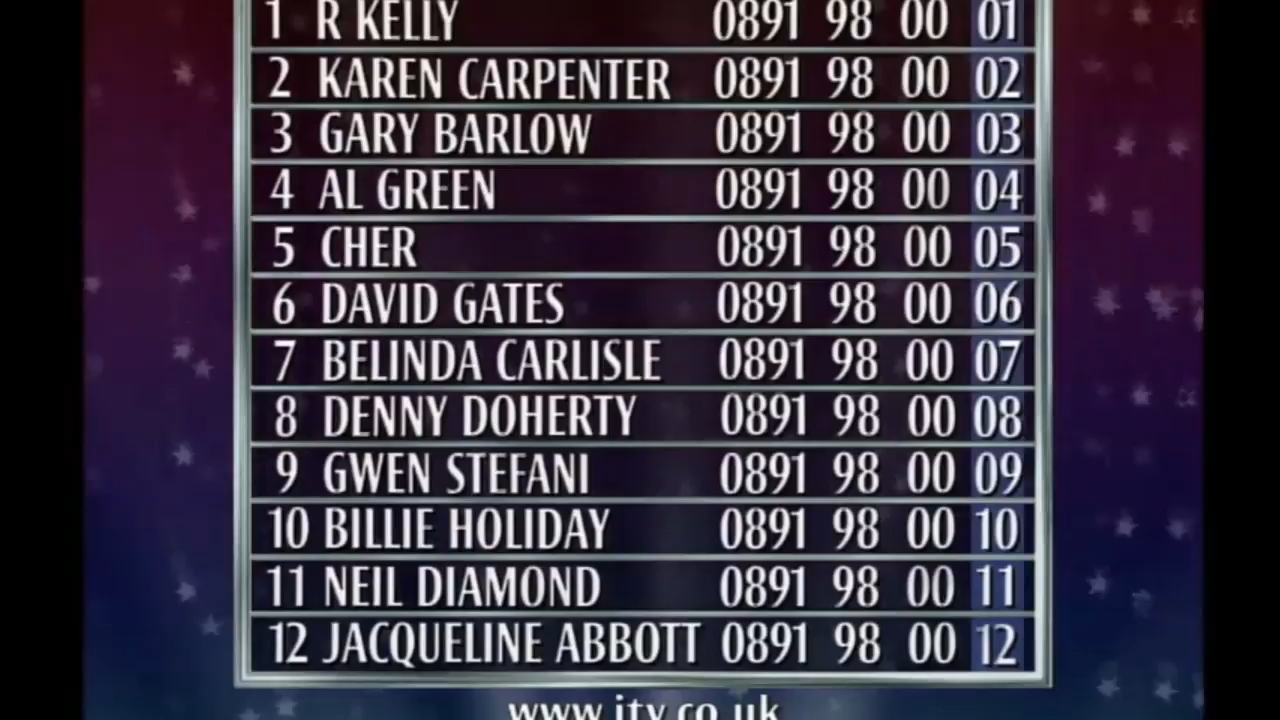 1 R KELLY 0891 98 00 01
2 KAREN CARPENTER 0891 98 00 02
3 GARY BARLOW 0891 98 00 03
4 AL GREEN 0891 98 00 04
5 CHER 0891 98 00 05
6 DAVID GATES 0891 98 00 06
7 BELINDA CARLISLE 0891 98 00 07
8 DENNY DOHERTY 0891 98 00 08
9 GWEN STEFANI 0891 98 00 09
10 BILLIE HOLIDAY 0891 98 00 10
11 NEIL DIAMOND 0891 98 00 11
12 JACQUELINE ABBOTT 0891 98 00 12
www.itv.co.uk